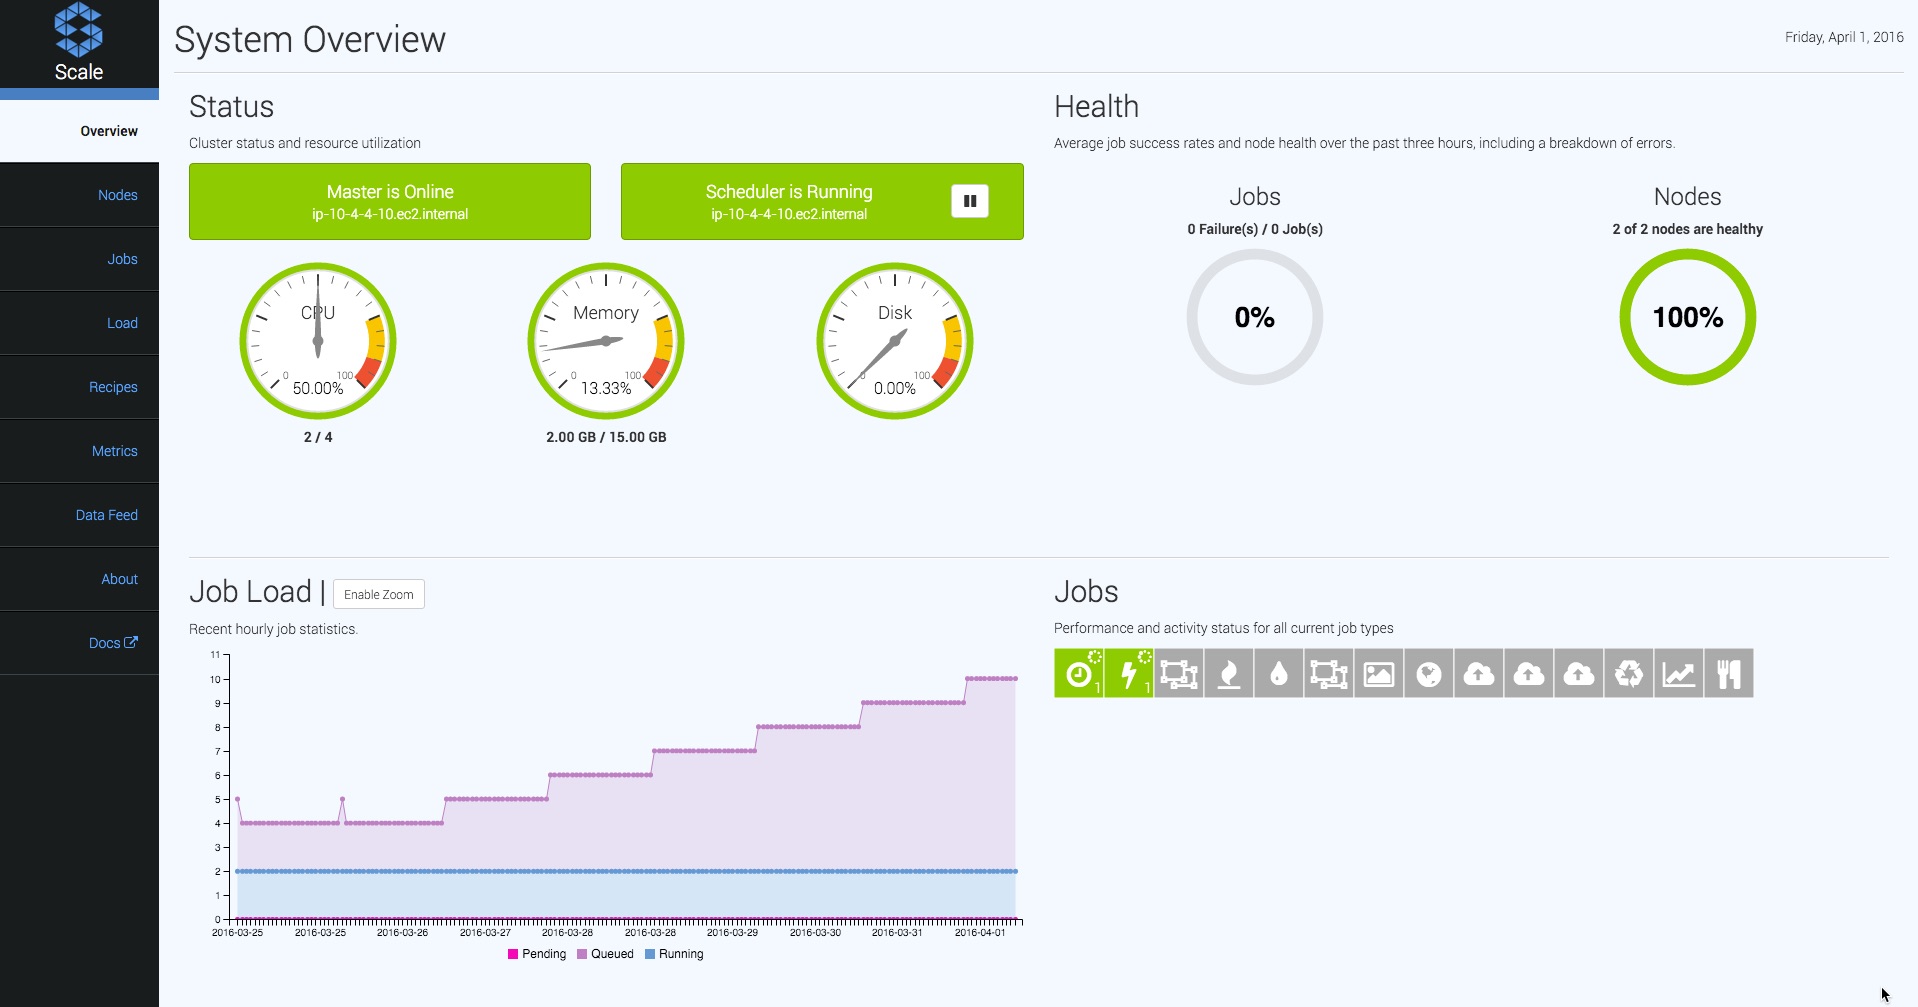 Scale
Overview
Nodes
Jobs
Load
Recipes
Metrics
Data Feed
About
Docs
System Overview
Friday, April 1, 2016
Status
Cluster status and resource utilization
Master is Online
ip-10-4-4-10.ec2.internal
Scheduler is Running
ip-10-4-4-10.ec2.internal
CPU
0 100
50.00%
2 / 4
Memory
0 100
13.33%
2.00 GB / 15.00 GB
Disk
0 100
0.00%
Health
Average job success rates and node health over the past three hours, including a breakdown of errors.
Jobs
0 Failure(s) / 0 Job(s)
0%
Nodes
2 of 2 nodes are healthy
100%
Job Load | Enable Zoom
Recent hourly job statistics.
11
10
9
8
7
6
5
4
3
2
1
0
2016-03-25 2016-03-25 2016-03-26 2016-03-27 2016-03-28 2016-03-28 2016-03-29 2016-03-30 2016-03-31 2016-04-01
Pending Queued Running
Jobs
Performance and activity status for all current job types
1 1